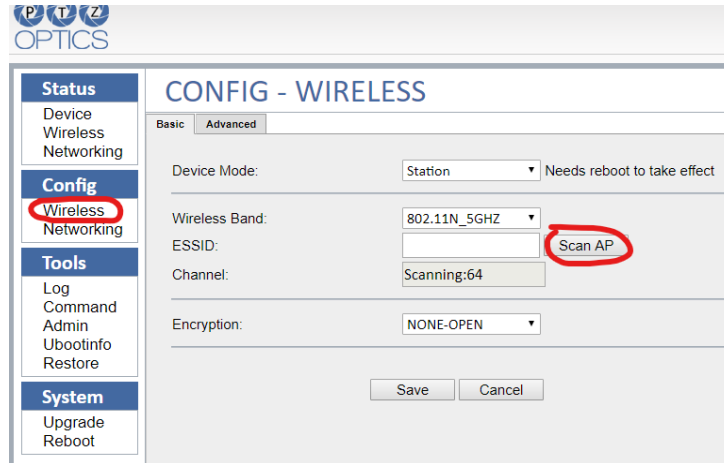 PTZ
OPTICS
Status
Device
Wireless
Networking
Config
Wireless
Networking
Tools
Log
Command
Admin
Ubootinfo
Restore
System
Upgrade
Reboot
CONFIG - WIRELESS
Basic Advanced
Device Mode: Station Needs reboot to take effect
Wireless Band: 802.11N_5GHZ
ESSID: Scan AP
Channel: Scanning:64
Encryption: NONE-OPEN
Save Cancel